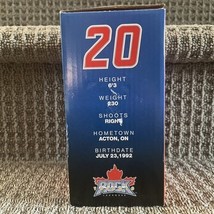 20
HEIGHT
6'3
WEIGHT
230
SHOOTS
RIGHT
HOMETOWN
ACTON, ON
BIRTHDATE
JULY 23, 1992
ROCK